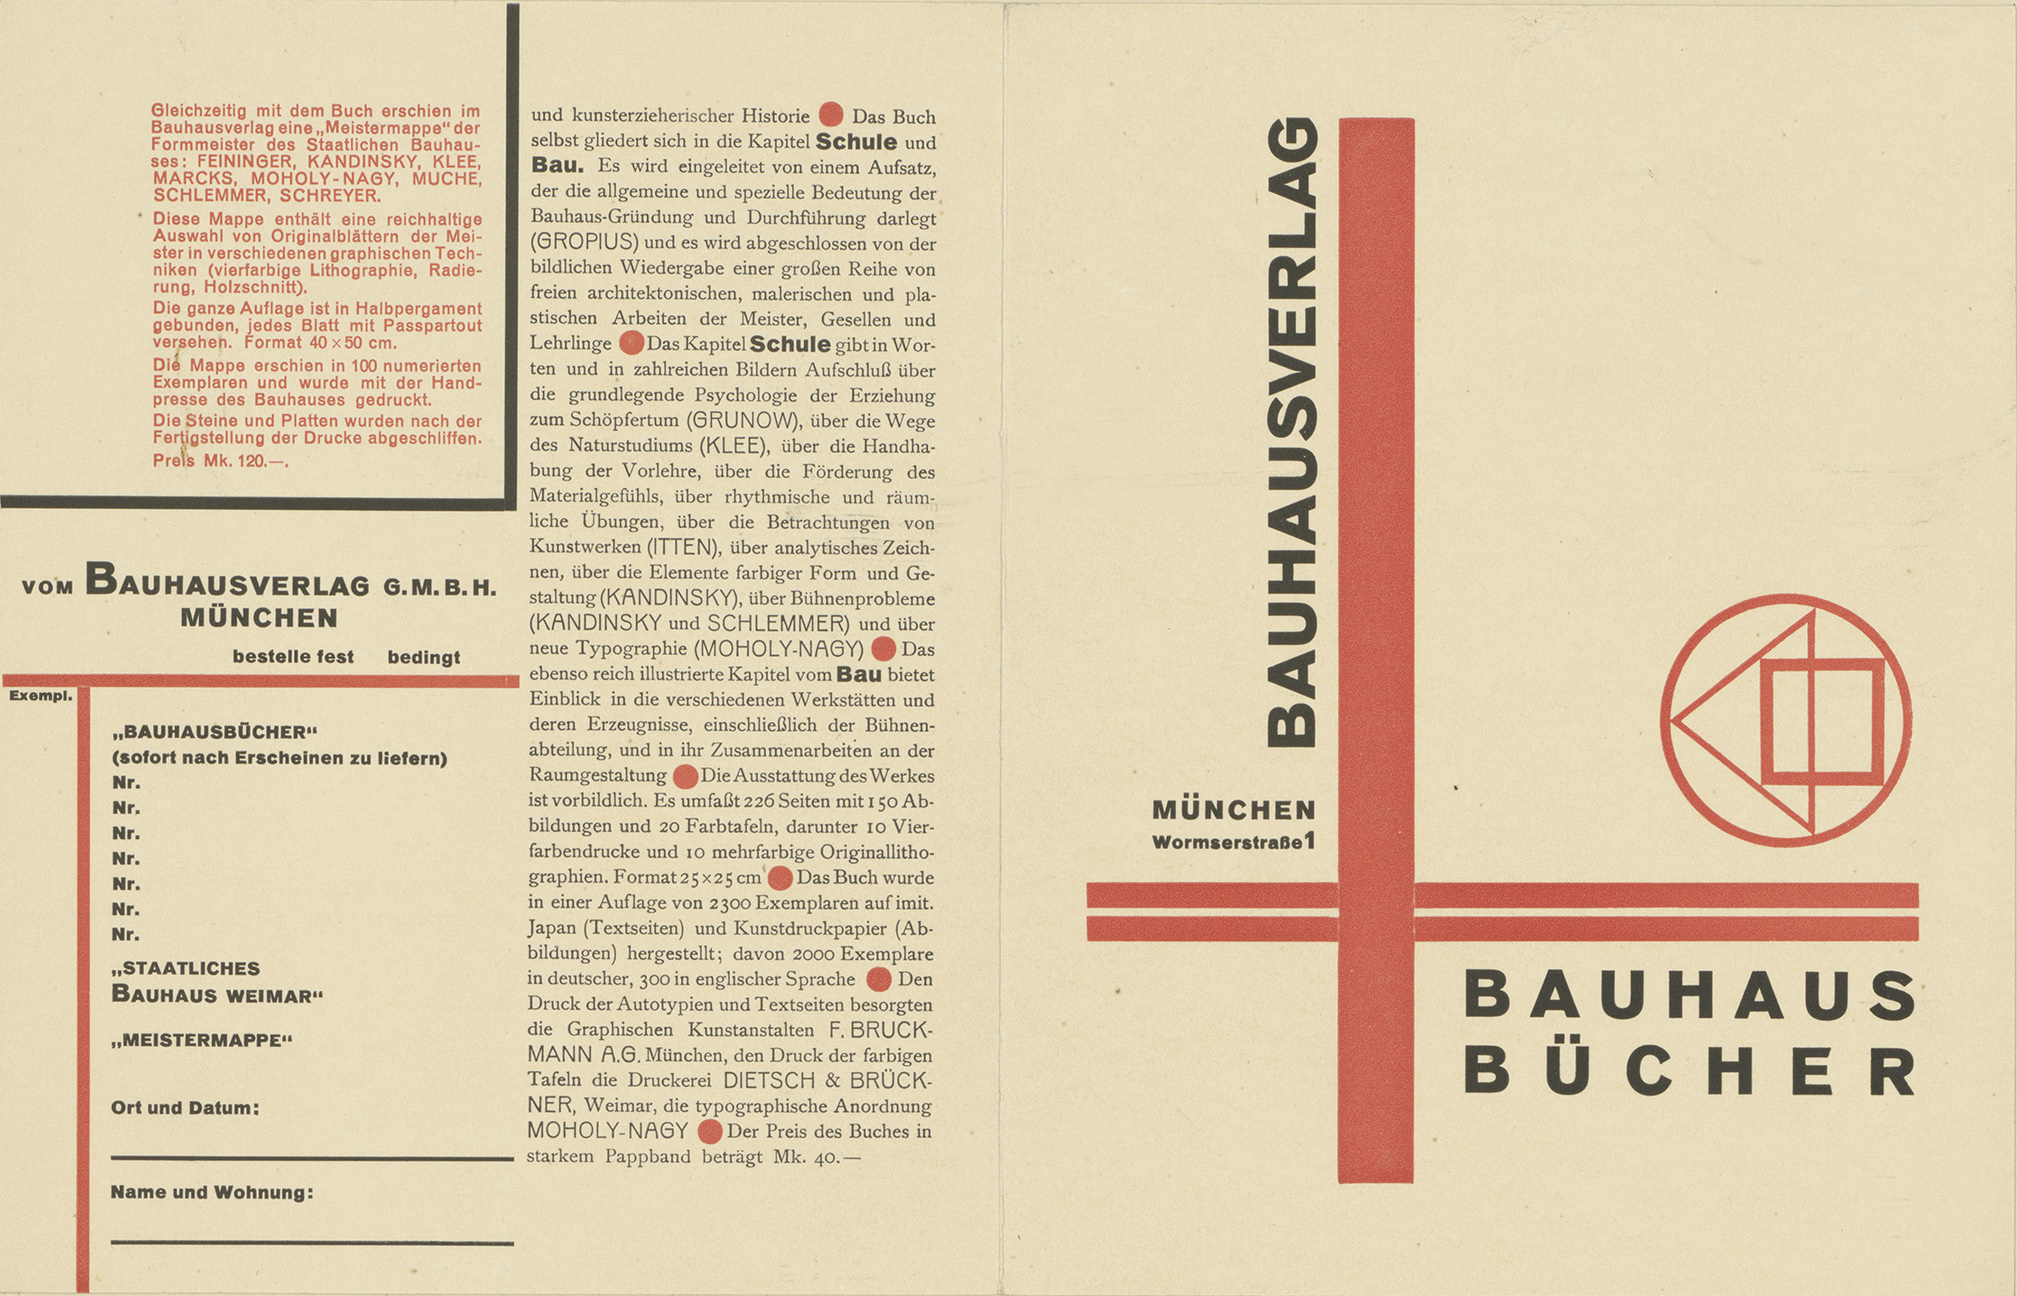 Gleichzeitig mit dem Buch erschien im
Bauhausverlag eine „Meistermappe“ der
Formmeister des Staatlichen Bauhau-
ses: FEININGER, KANDINSKY, KLEE,
MARCKS, MOHOLY-NAGY, MUCHE,
SCHLEMMER, SCHREYER.
Diese Mappe enthält eine reichhaltige
Auswahl von Originalblättern der Mei-
ster in verschiedenen graphischen Tech-
niken (vierfarbige Lithographie, Radie-
rung, Holzschnitt).
Die ganze Auflage ist in Halbpergament
gebunden, jedes Blatt mit Passpartout
versehen. Format 40 × 50 cm.
Die Mappe erschien in 100 numerierten
Exemplaren und wurde mit der Hand-
presse des Bauhauses gedruckt.
Die Steine und Platten wurden nach der
Fertigstellung der Drucke abgeschliffen.
Preis Mk. 120.—.
VOM BAUHAUSVERLAG G.M.B.H.
MÜNCHEN
bestelle fest bedingt
Exempl.
„BAUHAUSBÜCHER“
(sofort nach Erscheinen zu liefern)
Nr.
Nr.
Nr.
Nr.
Nr.
Nr.
Nr.
„STAATLICHES
BAUHAUS WEIMAR“
„MEISTERMAPPE“
Ort und Datum:
Name und Wohnung:
und kunsterzieherischer Historie ● Das Buch
selbst gliedert sich in die Kapitel Schule und
Bau. Es wird eingeleitet von einem Aufsatz,
der die allgemeine und spezielle Bedeutung der
Bauhaus-Gründung und Durchführung darlegt
(GROPIUS) und es wird abgeschlossen von der
bildlichen Wiedergabe einer großen Reihe von
freien architektonischen, malerischen und pla-
stischen Arbeiten der Meister, Gesellen und
Lehrlinge ● Das Kapitel Schule gibt in Wor-
ten und in zahlreichen Bildern Aufschluß über
die grundlegende Psychologie der Erziehung
zum Schöpfertum (GRUNOW), über die Wege
des Naturstudiums (KLEE), über die Handha-
bung der Vorlehre, über die Förderung des
Materialgefühls, über rhythmische und räum-
liche Übungen, über die Betrachtungen von
Kunstwerken (ITTEN), über analytisches Zeich-
nen, über die Elemente farbiger Form und Ge-
staltung (KANDINSKY), über Bühnenprobleme
(KANDINSKY und SCHLEMMER) und über
neue Typographie (MOHOLY-NAGY) ● Das
ebenso reich illustrierte Kapitel vom Bau bietet
Einblick in die verschiedenen Werkstätten und
deren Erzeugnisse, einschließlich der Bühnen-
abteilung, und in ihr Zusammenarbeiten an der
Raumgestaltung ● Die Ausstattung des Werkes
ist vorbildlich. Es umfaßt 226 Seiten mit 150 Ab-
bildungen und 20 Farbtafeln, darunter 10 Vier-
farbendrucke und 10 mehrfarbige Originallitho-
graphien. Format 25×25 cm ● Das Buch wurde
in einer Auflage von 2300 Exemplaren auf imit.
Japan (Textseiten) und Kunstdruckpapier (Ab-
bildungen) hergestellt; davon 2000 Exemplare
in deutscher, 300 in englischer Sprache ● Den
Druck der Autotypien und Textseiten besorgten
die Graphischen Kunstanstalten F. BRUCK-
MANN A.G. München, den Druck der farbigen
Tafeln die Druckerei DIETSCH & BRÜCK-
NER, Weimar, die typographische Anordnung
MOHOLY-NAGY ● Der Preis des Buches in
starkem Pappband beträgt Mk. 40.—
BAUHAUSVERLAG
MÜNCHEN
Wormserstraße 1
BAUHAUS
BÜCHER